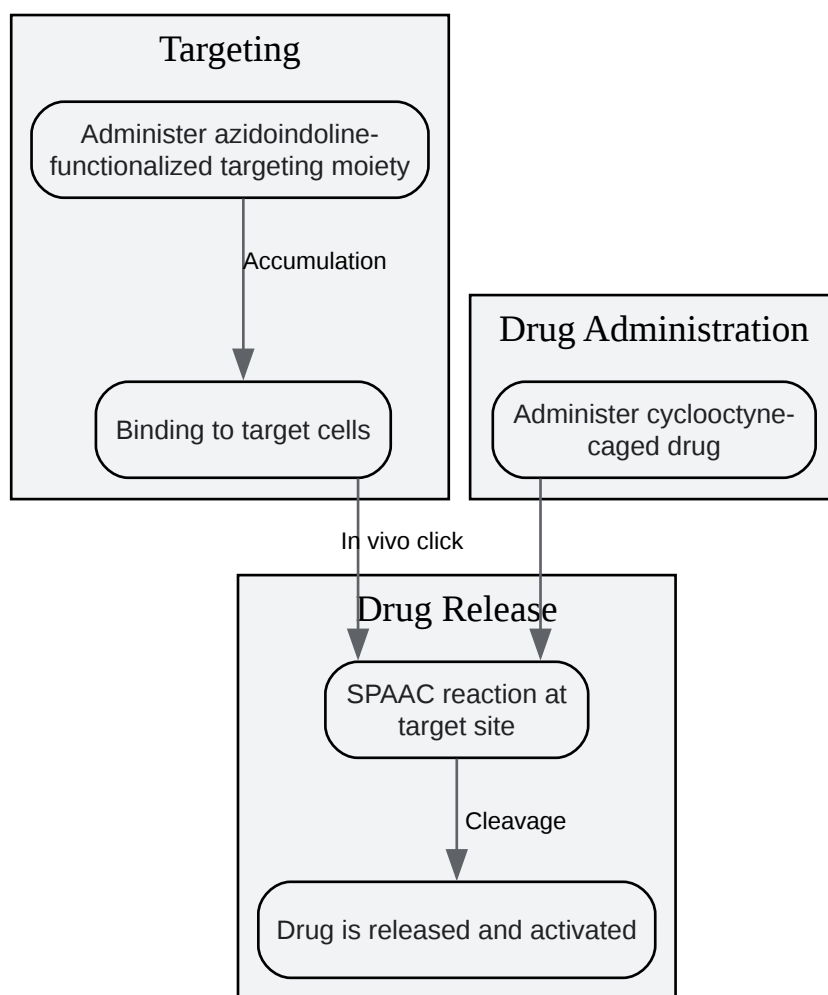 Targeting
Administer azidoindoline-
functionalized targeting moiety
Accumulation
Binding to target cells
Drug Administration
Administer cyclooctyne-
caged drug
In vivo click
Drug Release
SPAAC reaction at
target site
Cleavage
Drug is released and activated